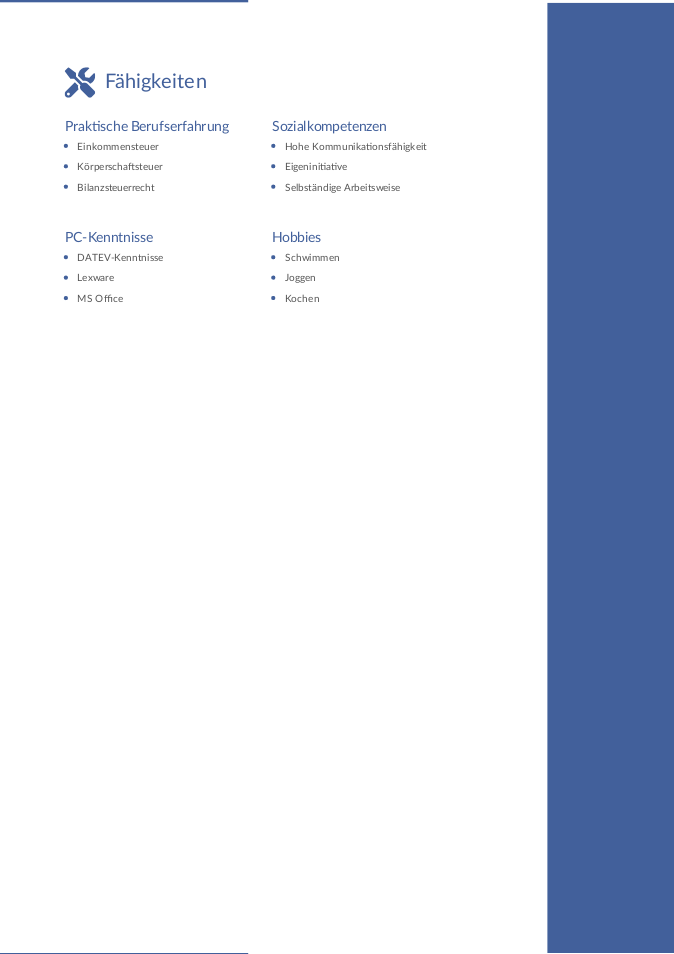 Fähigkeiten
Praktische Berufserfahrung
Einkommensteuer
Körperschaftsteuer
Bilanzsteuerrecht
Sozialkompetenzen
Hohe Kommunikationsfähigkeit
Eigeninitiative
Selbständige Arbeitsweise
PC-Kenntnisse
DATEV-Kenntnisse
Lexware
MS Office
Hobbies
Schwimmen
Joggen
Kochen